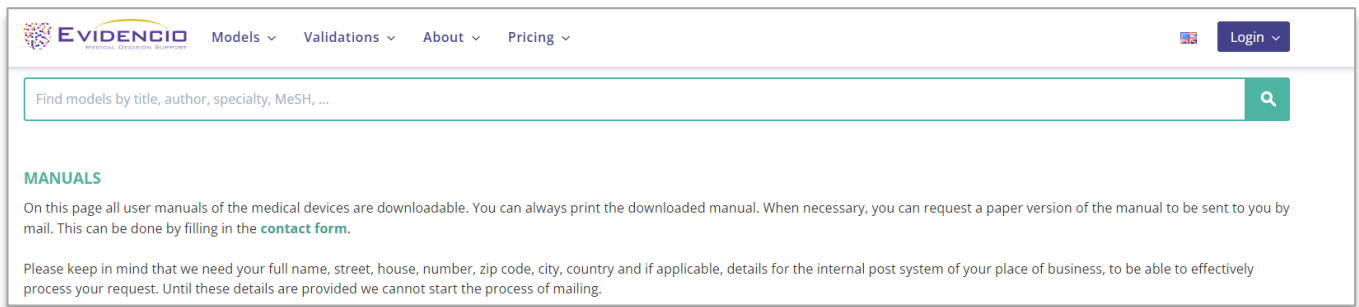 EVIDENCIO Models Validations About Pricing Login
MEDICAL DECISION SUPPORT
Find models by title, author, specialty, MeSH, ...
MANUALS
On this page all user manuals of the medical devices are downloadable. You can always print the downloaded manual. When necessary, you can request a paper version of the manual to be sent to you by
mail. This can be done by filling in the contact form.
Please keep in mind that we need your full name, street, house, number, zip code, city, country and if applicable, details for the internal post system of your place of business, to be able to effectively
process your request. Until these details are provided we cannot start the process of mailing.